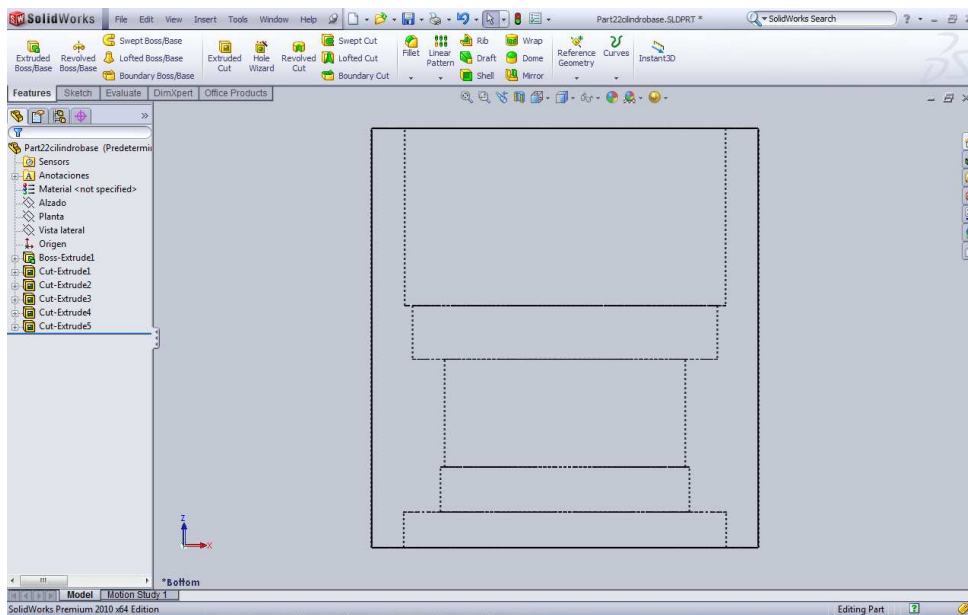 SolidWorks File Edit View Insert Tools Window Help Part22cilindrobase.SLDPRT * SolidWorks Search ?
Extruded Boss/Base
Revolved Boss/Base
Swept Boss/Base
Lofted Boss/Base
Boundary Boss/Base
Extruded Cut
Hole Wizard
Revolved Cut
Swept Cut
Lofted Cut
Boundary Cut
Fillet
Linear Pattern
Rib
Draft
Shell
Wrap
Dome
Mirror
Reference Geometry
Curves
Instant3D
Features Sketch Evaluate DimXpert Office Products
Part22cilindrobase (Predetermi
Sensors
Anotaciones
Material <not specified>
Alzado
Planta
Vista lateral
Origen
Boss-Extrude1
Cut-Extrude1
Cut-Extrude2
Cut-Extrude3
Cut-Extrude4
Cut-Extrude5
Z
X
*Bottom
Model Motion Study 1
SolidWorks Premium 2010 x64 Edition Editing Part ?